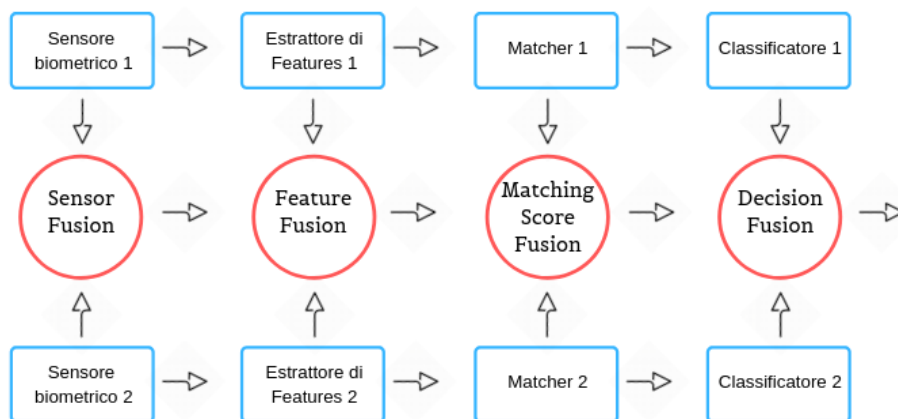 Sensore
biometrico 1
Estrattore di
Features 1
Matcher 1
Classificatore 1
Sensor
Fusion
Feature
Fusion
Matching
Score
Fusion
Decision
Fusion
Sensore
biometrico 2
Estrattore di
Features 2
Matcher 2
Classificatore 2